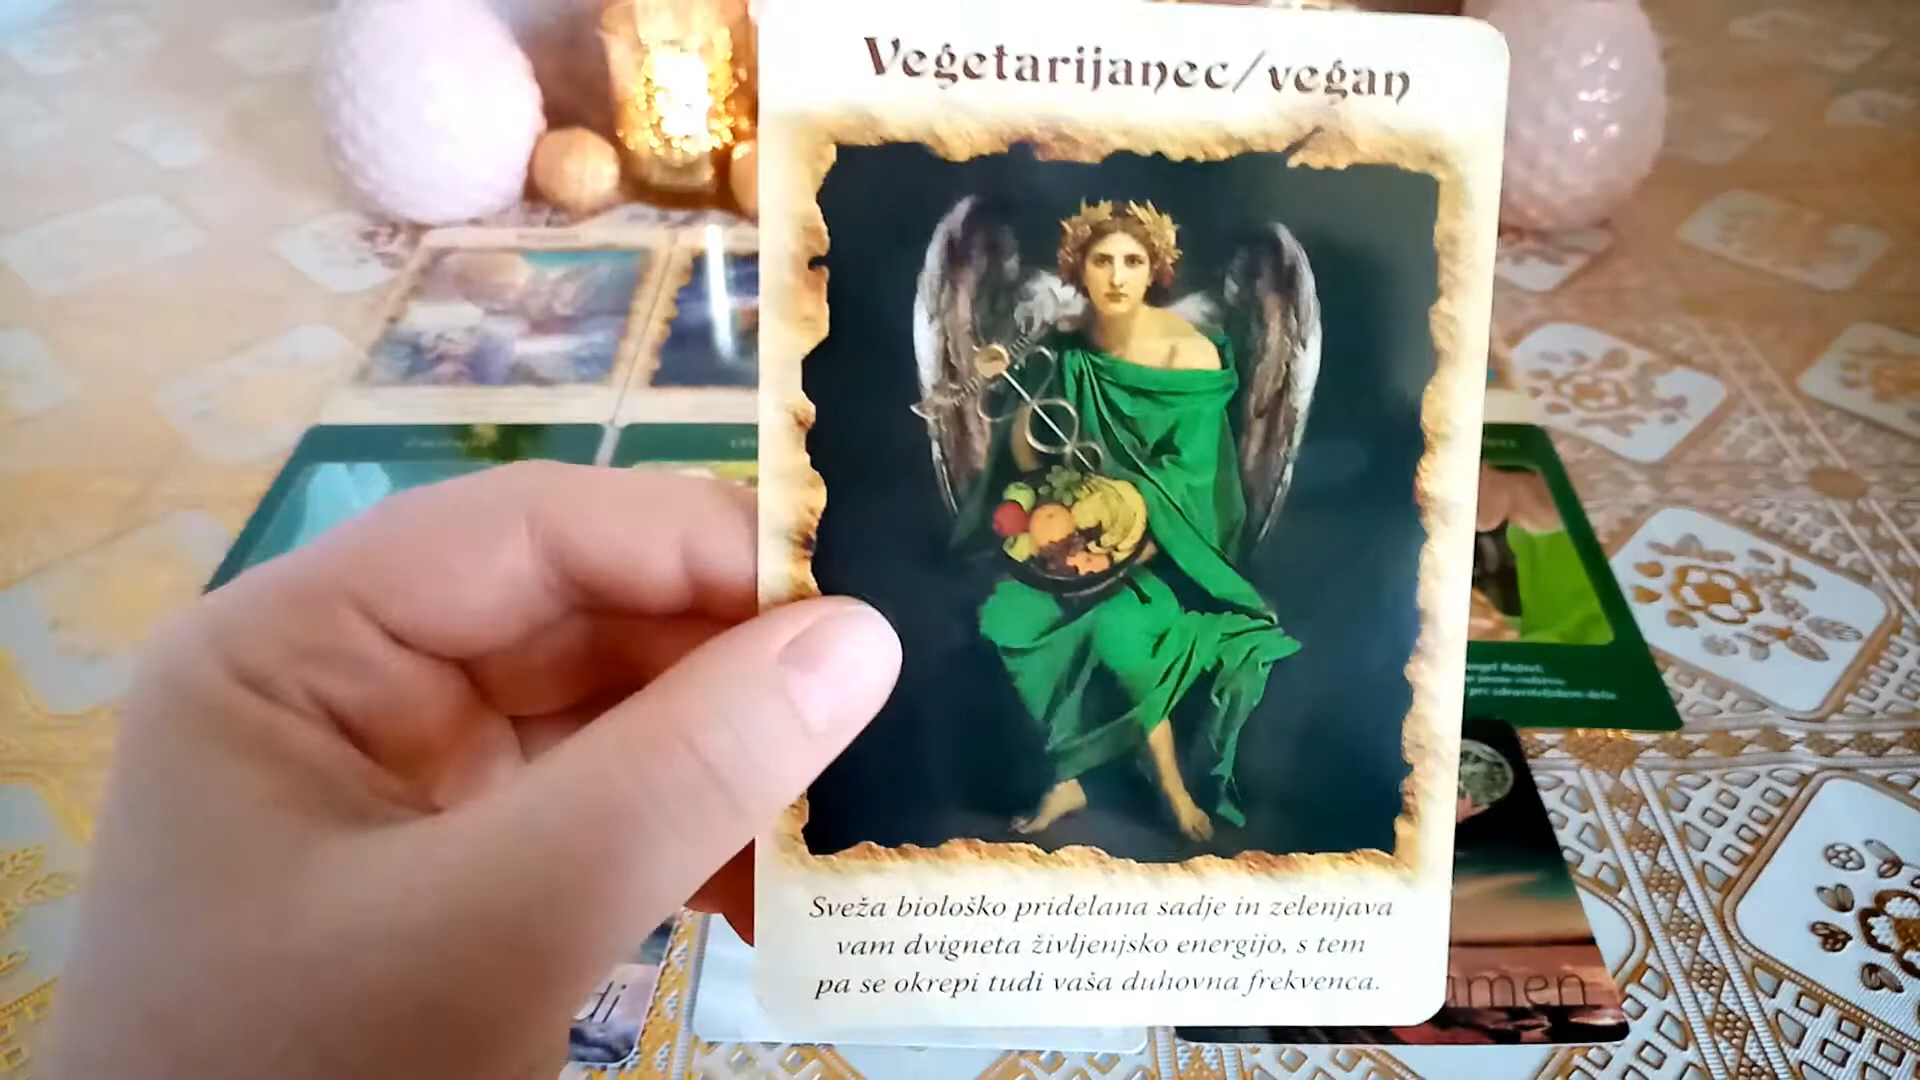 Vegetarijanec/vegan
Sveža biološko pridelana sadje in zelenjava
vam dvigneta življenjsko energijo, s tem
pa se okrepi tudi vaša duhovna frekvenca.